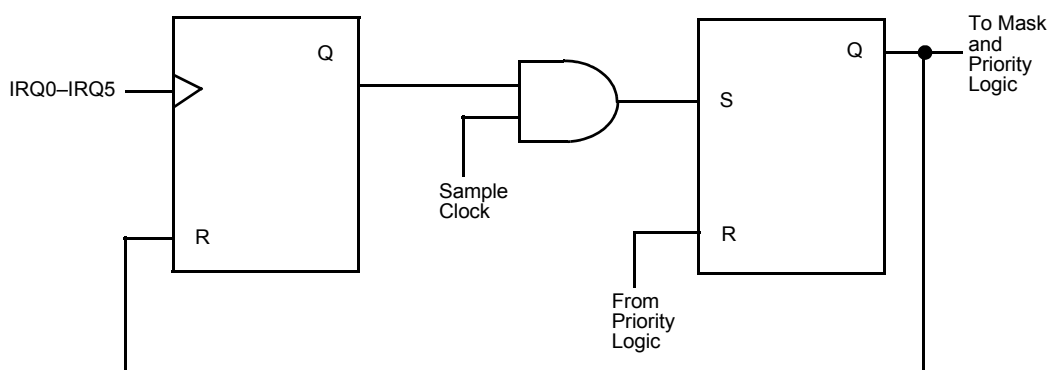 Q
IRQ0–IRQ5
R
Sample
Clock
Q
S
R
From
Priority
Logic
To Mask
and
Priority
Logic